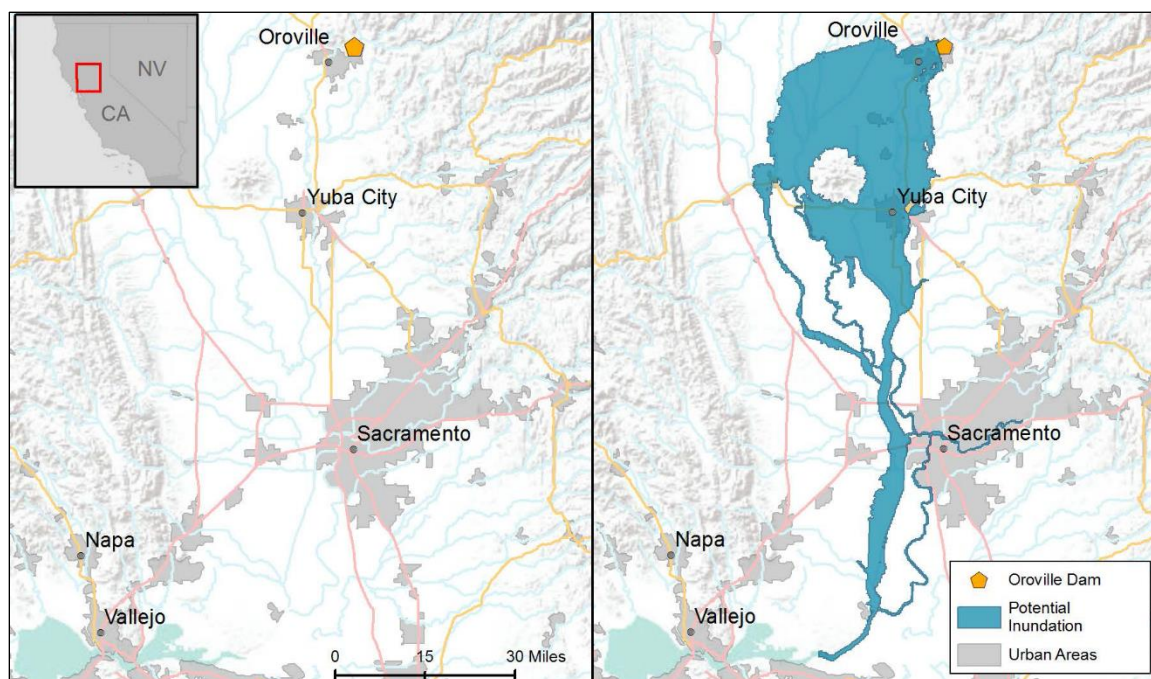 NV
CA
Oroville
Yuba City
Sacramento
Napa
Vallejo
0 15 30 Miles
Oroville
Yuba City
Sacramento
Napa
Vallejo
Oroville Dam
Potential
Inundation
Urban Areas